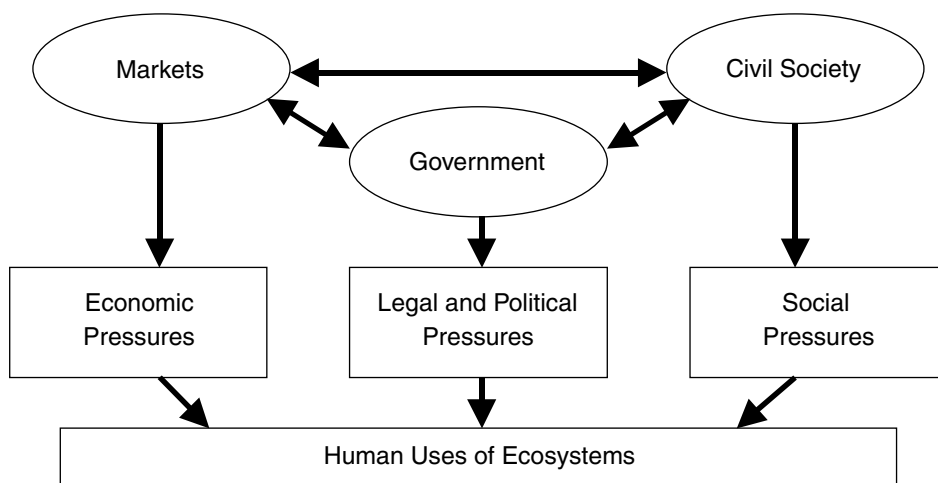 Markets
Civil Society
Government
Economic
Pressures
Legal and Political
Pressures
Social
Pressures
Human Uses of Ecosystems